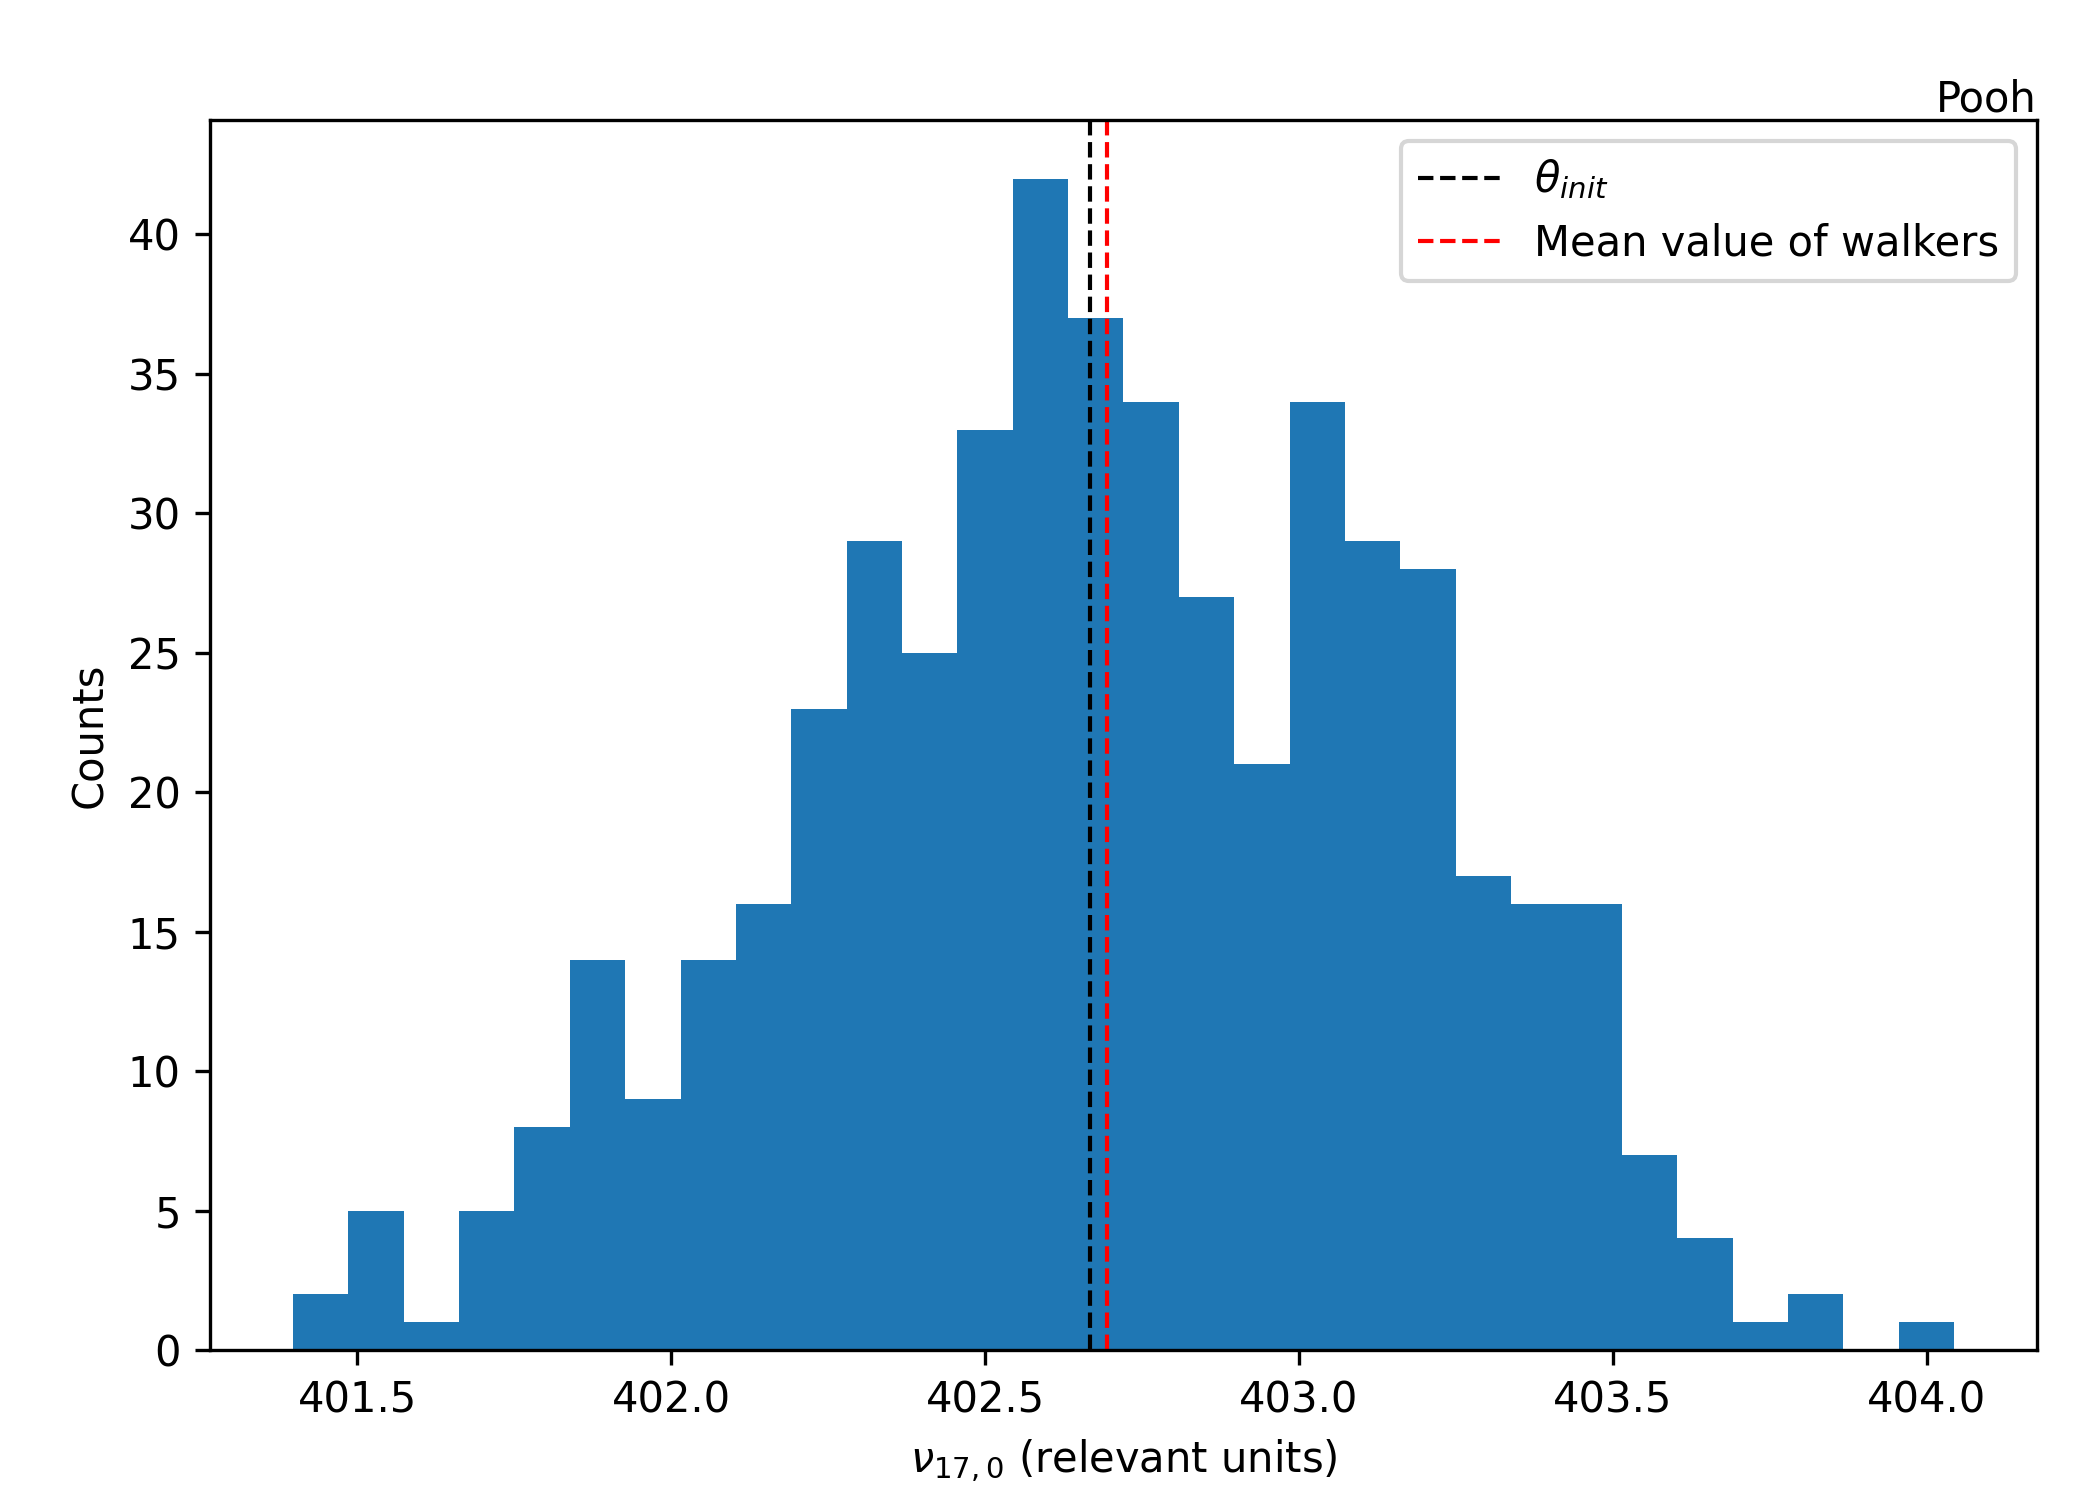 Pooh
θinit
Mean value of walkers
40
35
30
25
20
15
10
5
0
Counts
401.5 402.0 402.5 403.0 403.5 404.0
ν17, 0 (relevant units)